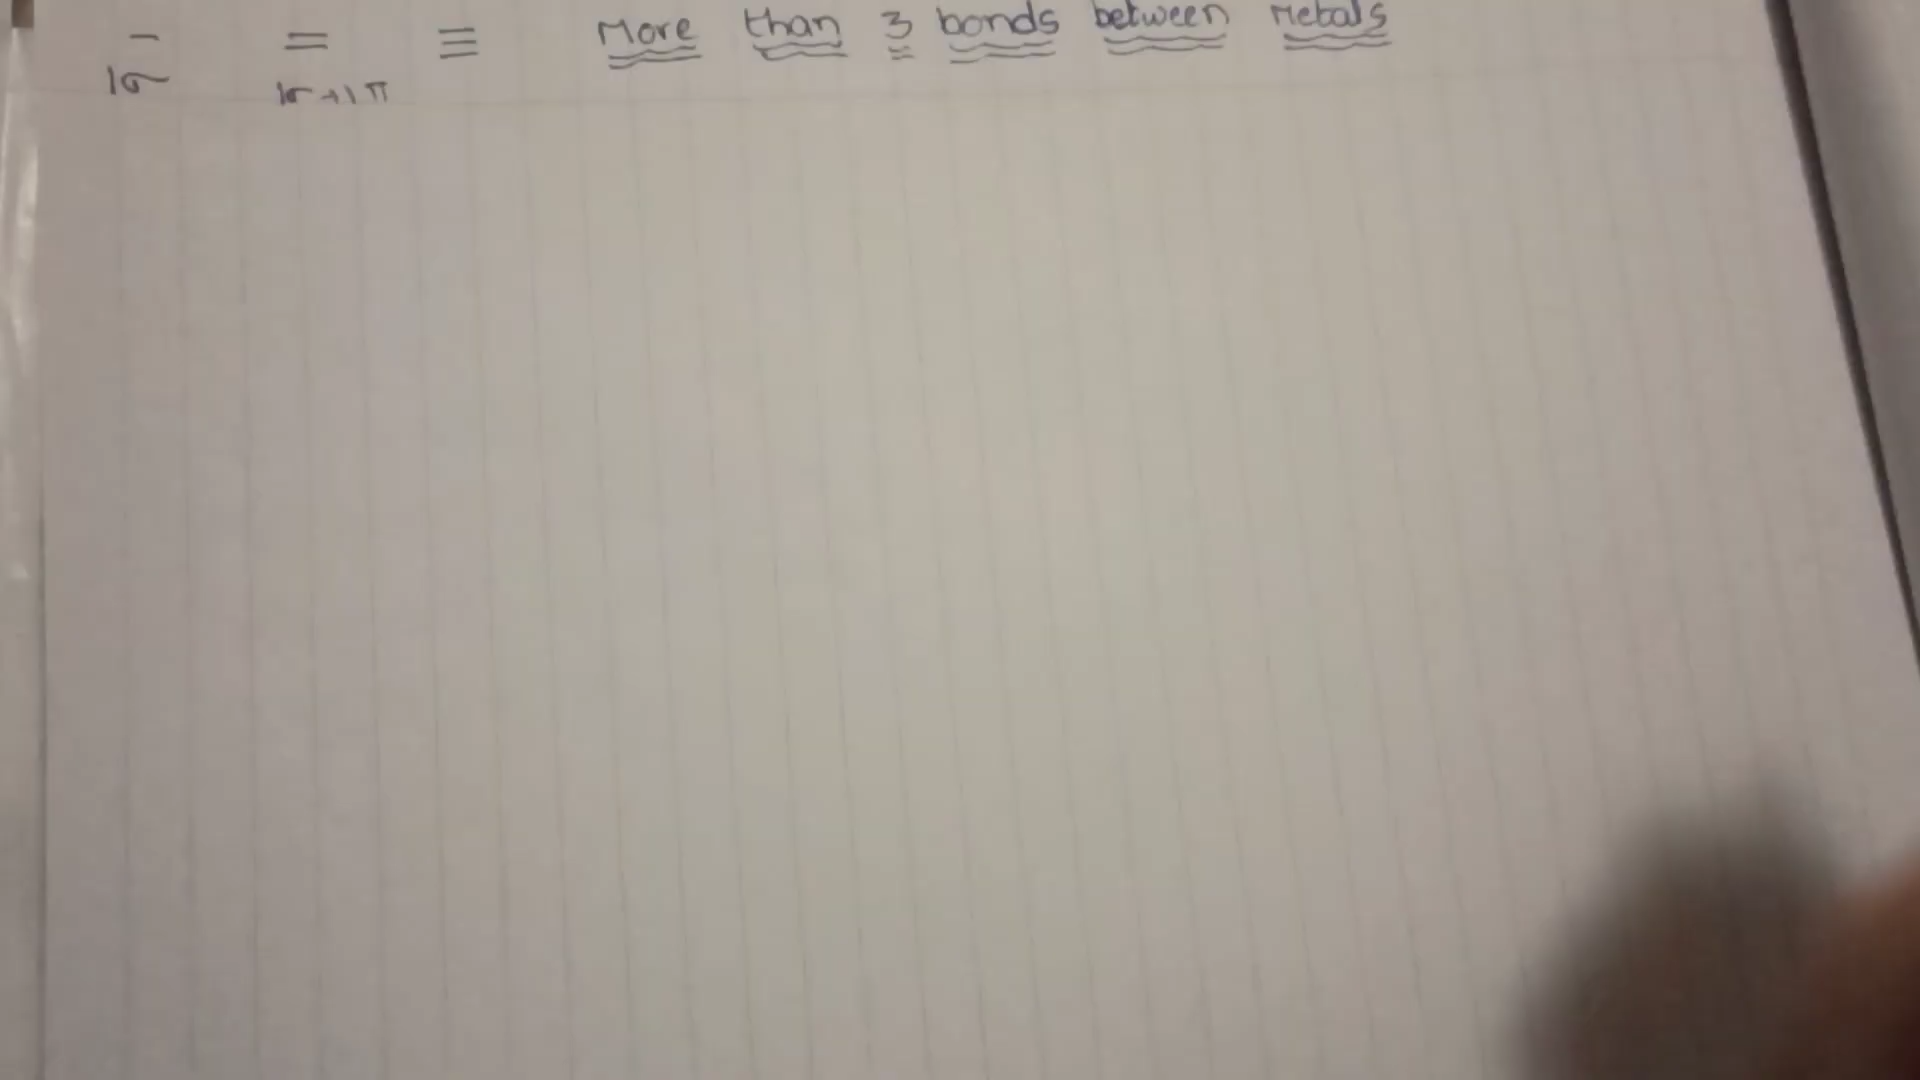 – = ≡ More than 3 bonds between Metals
1σ 1σ+1π